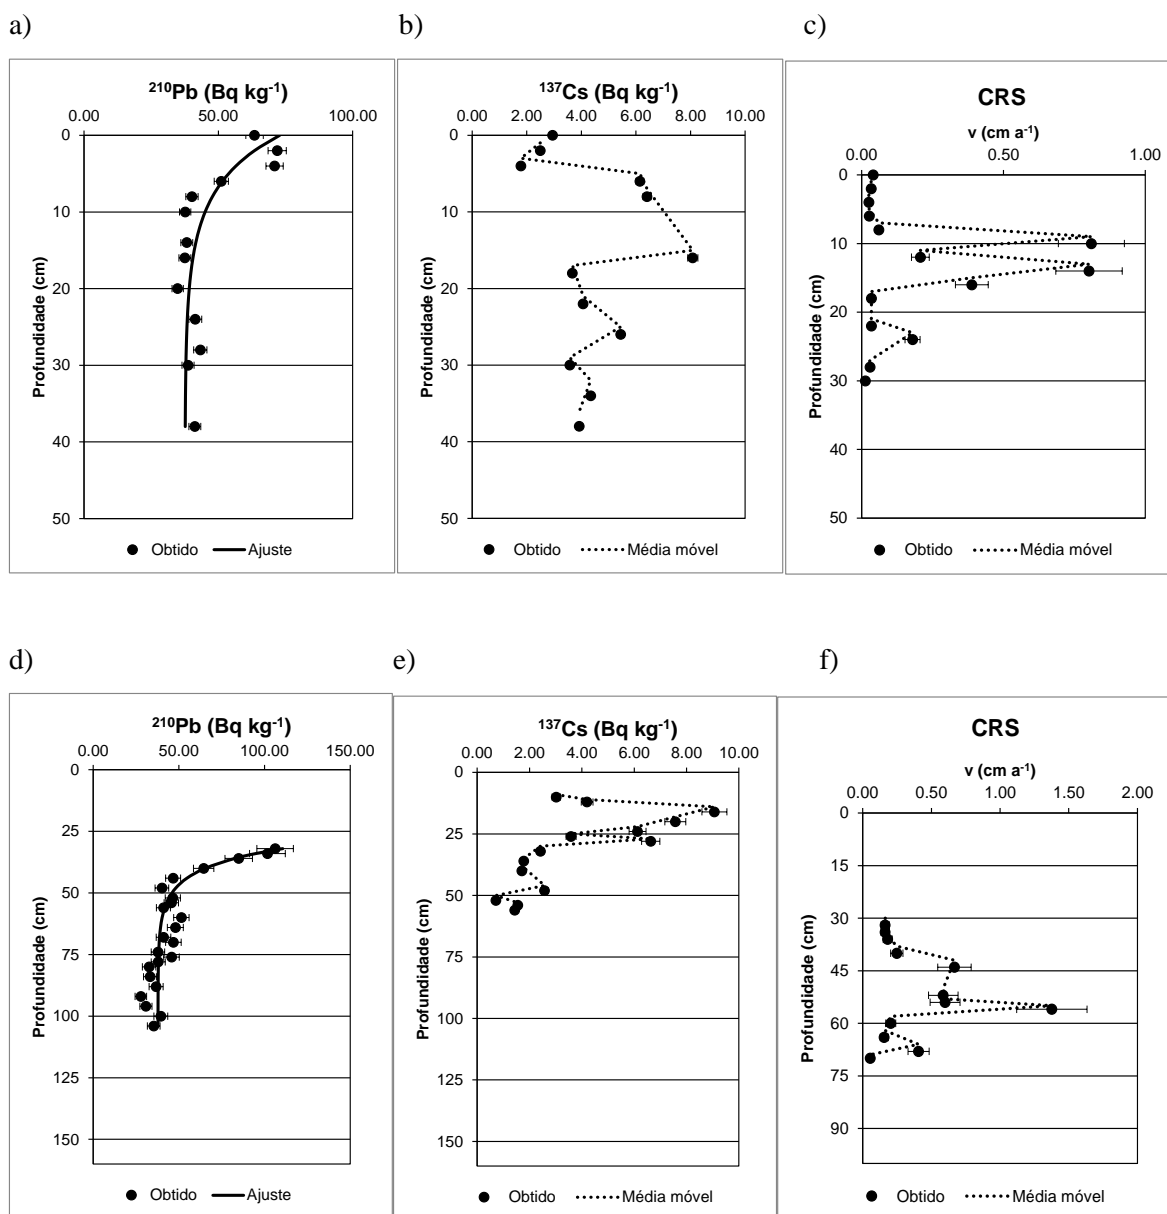 a)
b)
c)
²¹⁰Pb (Bq kg⁻¹)
0.00 50.00 100.00
0
10
20
30
40
50
Profundidade (cm)
Obtido Ajuste
¹³⁷Cs (Bq kg⁻¹)
0.00 2.00 4.00 6.00 8.00 10.00
0
10
20
30
40
50
Profundidade (cm)
Obtido Média móvel
CRS
v (cm a⁻¹)
0.00 0.50 1.00
0
10
20
30
40
50
Profundidade (cm)
Obtido Média móvel
d)
e)
f)
²¹⁰Pb (Bq kg⁻¹)
0.00 50.00 100.00 150.00
0
25
50
75
100
125
150
Profundidade (cm)
Obtido Ajuste
¹³⁷Cs (Bq kg⁻¹)
0.00 2.00 4.00 6.00 8.00 10.00
0
25
50
75
100
125
150
Profundidade (cm)
Obtido Média móvel
CRS
v (cm a⁻¹)
0.00 0.50 1.00 1.50 2.00
0
15
30
45
60
75
90
Profundidade (cm)
Obtido Média móvel